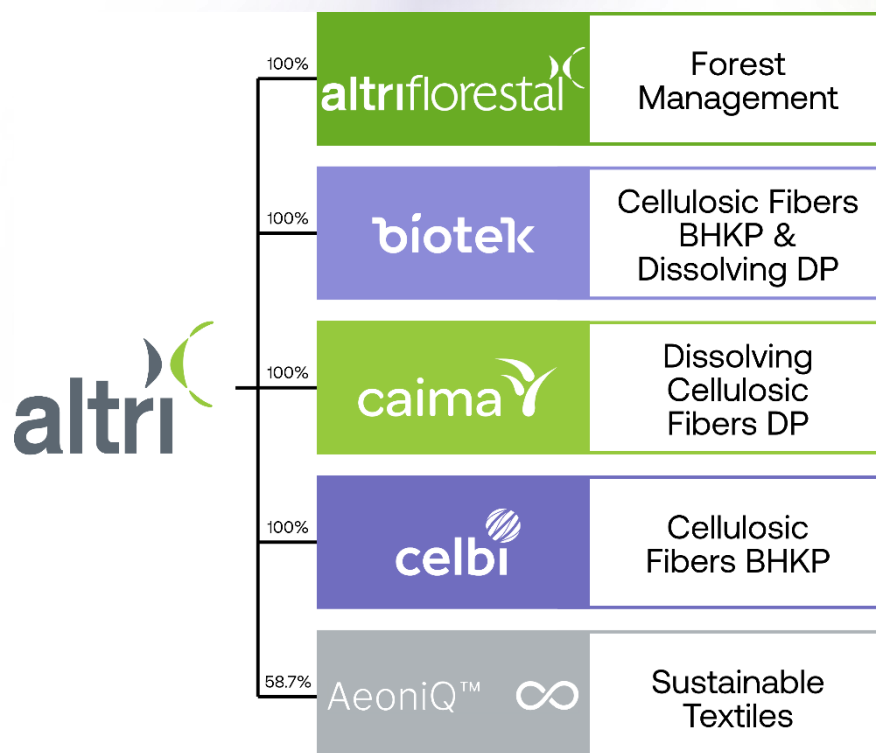 100%
altriflorestal
Forest
Management
100%
biotek
Cellulosic Fibers
BHKP &
Dissolving DP
altri
100%
caima
Dissolving
Cellulosic
Fibers DP
100%
celbi
Cellulosic
Fibers BHKP
58.7%
AeoniQ™
Sustainable
Textiles